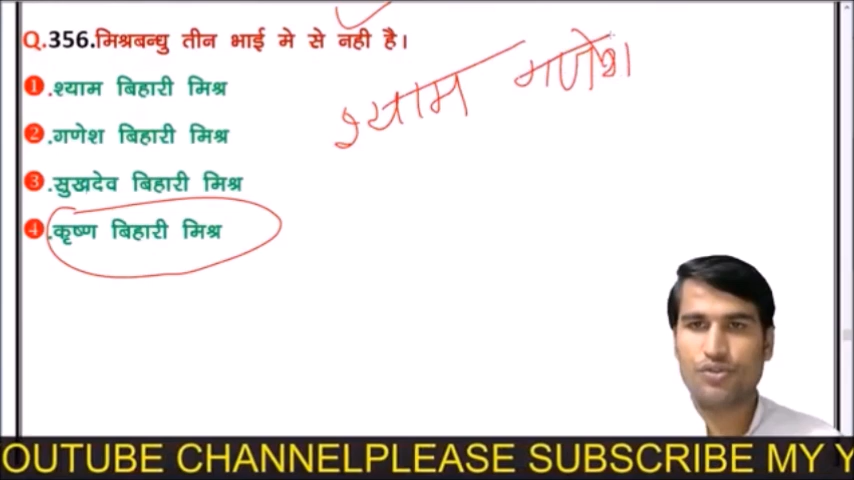 Q.356.मिश्रबन्धु तीन भाई मे से नही है।
श्याम गणेश
1.श्याम बिहारी मिश्र
2.गणेश बिहारी मिश्र
3.सुखदेव बिहारी मिश्र
4.कृष्ण बिहारी मिश्र
OUTUBE CHANNELPLEASE SUBSCRIBE MY Y